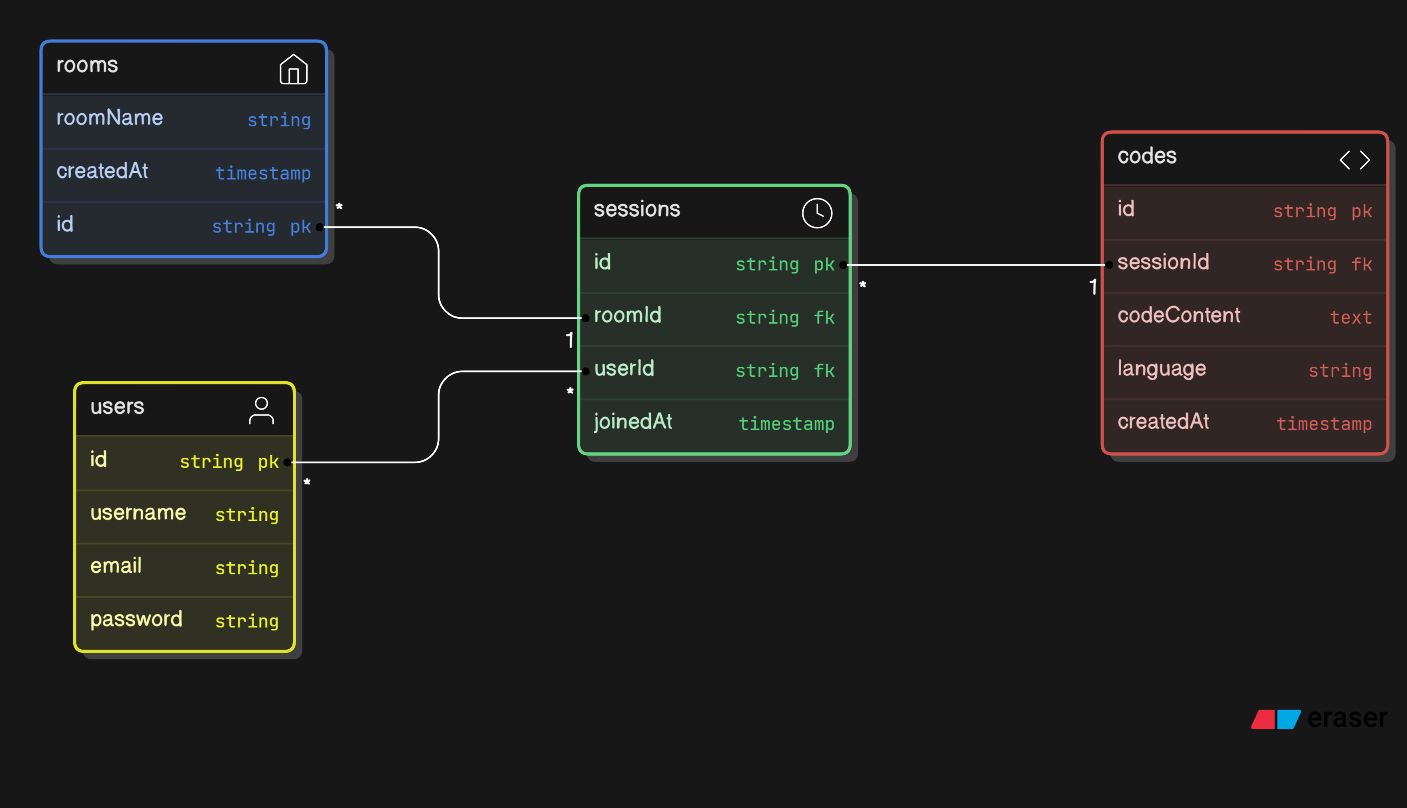 rooms
roomName string
createdAt timestamp
id string pk
*
1
users
id string pk
*
username string
email string
password string
sessions
id string pk
*
roomId string fk
userId string fk
*
joinedAt timestamp
codes
id string pk
sessionId string fk
1
codeContent text
language string
createdAt timestamp
eraser